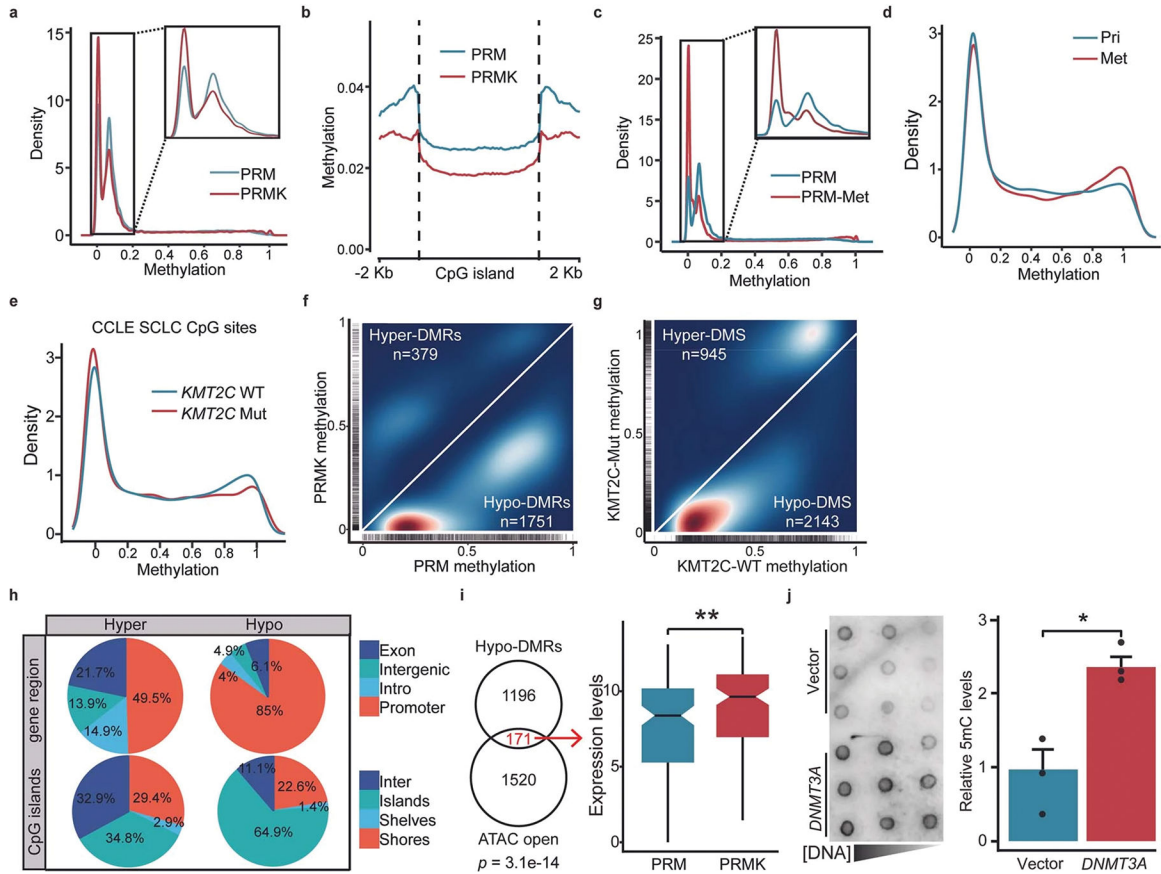 a
15
10
5
0
Density
0
0.2
0.4
0.6
0.8
1
Methylation
PRM
PRMK
b
PRM
PRMK
0.04
0.02
0.00
Methylation
-2 Kb
CpG island
2 Kb
c
25
20
15
10
5
0
Density
0
0.2
0.4
0.6
0.8
1
Methylation
PRM
PRM-Met
d
Pri
Met
3
2
1
0
Density
0
0.2
0.4
0.6
0.8
1
Methylation
e
CCLE SCLC CpG sites
KMT2C WT
KMT2C Mut
3
2
1
0
Density
0
0.2
0.4
0.6
0.8
1
Methylation
f
Hyper-DMRs
n=379
Hypo-DMRs
n=1751
1
0.5
0
PRMK methylation
0
0.5
1
PRM methylation
g
Hyper-DMS
n=945
Hypo-DMS
n=2143
1
0.5
0
KMT2C-Mut methylation
0
0.5
1
KMT2C-WT methylation
h
Hyper
Hypo
gene region
CpG islands
21.7%
13.9%
14.9%
49.5%
4.9%
4%
6.1%
85%
32.9%
29.4%
2.9%
34.8%
11.1%
22.6%
1.4%
64.9%
Exon
Intergenic
Intro
Promoter
Inter
Islands
Shelves
Shores
i
Hypo-DMRs
1196
171
1520
ATAC open
p = 3.1e-14
**
10
5
0
Expression levels
PRM
PRMK
j
Vector
DNMT3A
[DNA]
*
3
2
1
0
Relative 5mC levels
Vector
DNMT3A